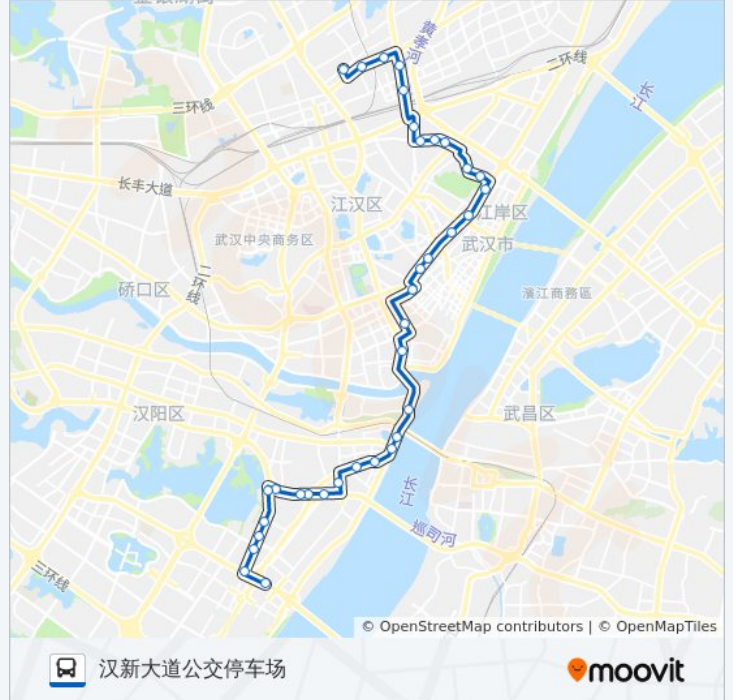 黄孝河
二环线
长江
三环线
长丰大道
江汉区
江岸区
武汉中央商务区
武汉市
二环线
硚口区
濱江商務區
汉阳区
武昌区
长江
巡司河
三环线
© OpenStreetMap contributors | © OpenMapTiles
汉新大道公交停车场
moovit